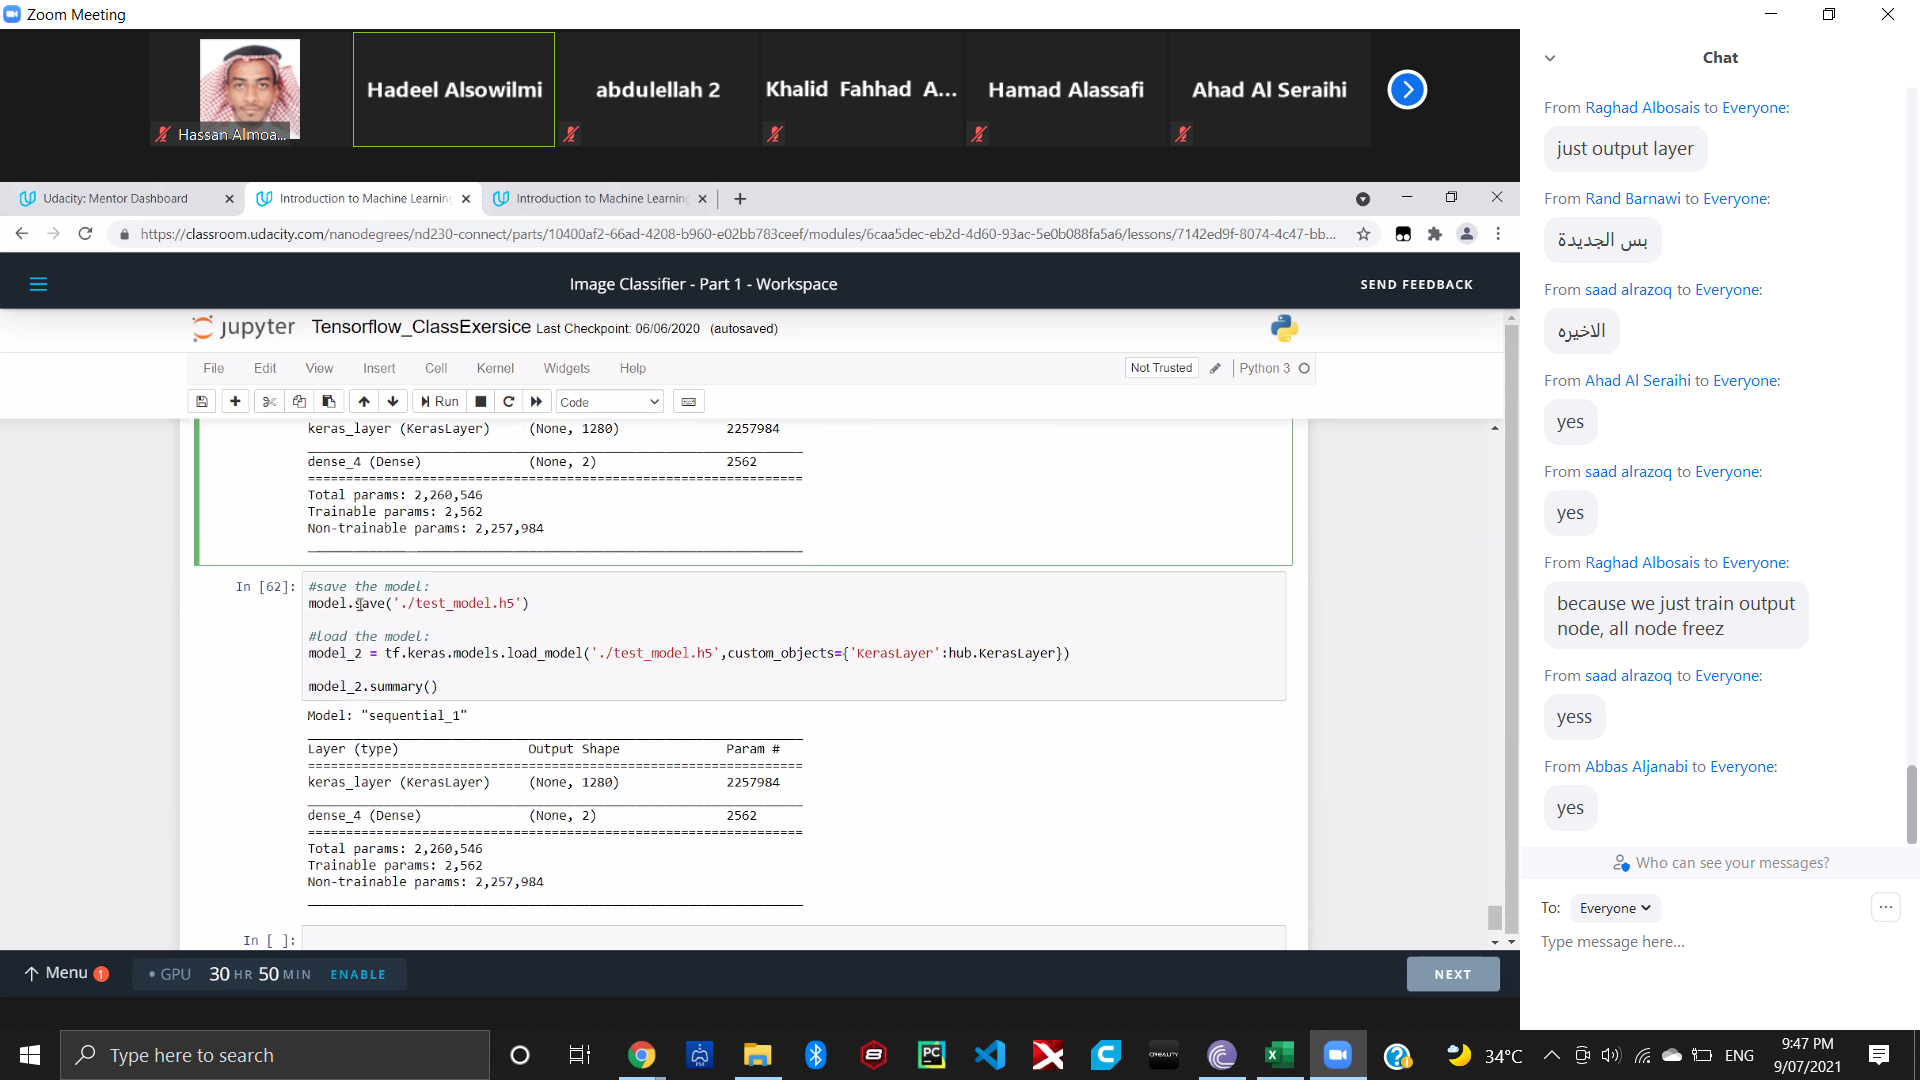 Zoom Meeting
Hassan Almoa...
Hadeel Alsowilmi
abdulellah 2
Khalid Fahhad A...
Hamad Alassafi
Ahad Al Seraihi
Udacity: Mentor Dashboard
Introduction to Machine Learning
Introduction to Machine Learning
https://classroom.udacity.com/nanodegrees/nd230-connect/parts/10400af2-66ad-4208-b960-e02bb783ceef/modules/6caa5dec-eb2d-4d60-93ac-5e0b088fa5a6/lessons/7142ed9f-8074-4c47-bb...
Image Classifier - Part 1 - Workspace
SEND FEEDBACK
jupyter Tensorflow_ClassExersice Last Checkpoint: 06/06/2020 (autosaved)
File Edit View Insert Cell Kernel Widgets Help
Not Trusted
Python 3
Run
Code
keras_layer (KerasLayer) (None, 1280) 2257984
dense_4 (Dense) (None, 2) 2562
Total params: 2,260,546
Trainable params: 2,562
Non-trainable params: 2,257,984
In [62]:
#save the model:
model.save('./test_model.h5')
#load the model:
model_2 = tf.keras.models.load_model('./test_model.h5',custom_objects={'KerasLayer':hub.KerasLayer})
model_2.summary()
Model: "sequential_1"
Layer (type) Output Shape Param #
keras_layer (KerasLayer) (None, 1280) 2257984
dense_4 (Dense) (None, 2) 2562
Total params: 2,260,546
Trainable params: 2,562
Non-trainable params: 2,257,984
In [ ]:
Menu 1
GPU 30 HR 50 MIN ENABLE
NEXT
Chat
From Raghad Albosais to Everyone:
just output layer
From Rand Barnawi to Everyone:
بس الجديدة
From saad alrazoq to Everyone:
الاخيره
From Ahad Al Seraihi to Everyone:
yes
From saad alrazoq to Everyone:
yes
From Raghad Albosais to Everyone:
because we just train output
node, all node freez
From saad alrazoq to Everyone:
yess
From Abbas Aljanabi to Everyone:
yes
Who can see your messages?
To: Everyone
Type message here...
Type here to search
PC
CREALITY
34°C
ENG
9:47 PM
9/07/2021